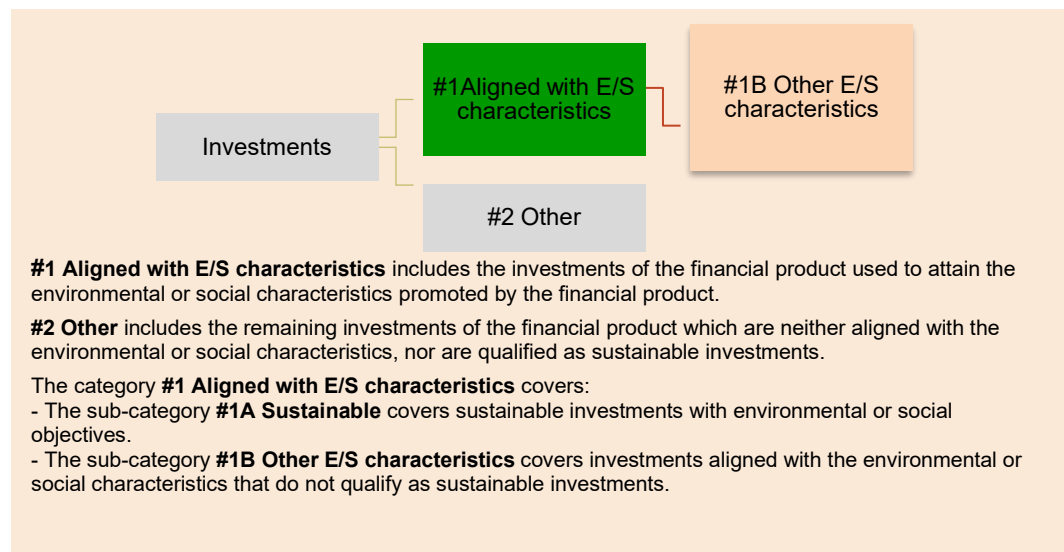 #1Aligned with E/S
characteristics
#1B Other E/S
characteristics
Investments
#2 Other
#1 Aligned with E/S characteristics includes the investments of the financial product used to attain the
environmental or social characteristics promoted by the financial product.
#2 Other includes the remaining investments of the financial product which are neither aligned with the
environmental or social characteristics, nor are qualified as sustainable investments.
The category #1 Aligned with E/S characteristics covers:
- The sub-category #1A Sustainable covers sustainable investments with environmental or social
objectives.
- The sub-category #1B Other E/S characteristics covers investments aligned with the environmental or
social characteristics that do not qualify as sustainable investments.